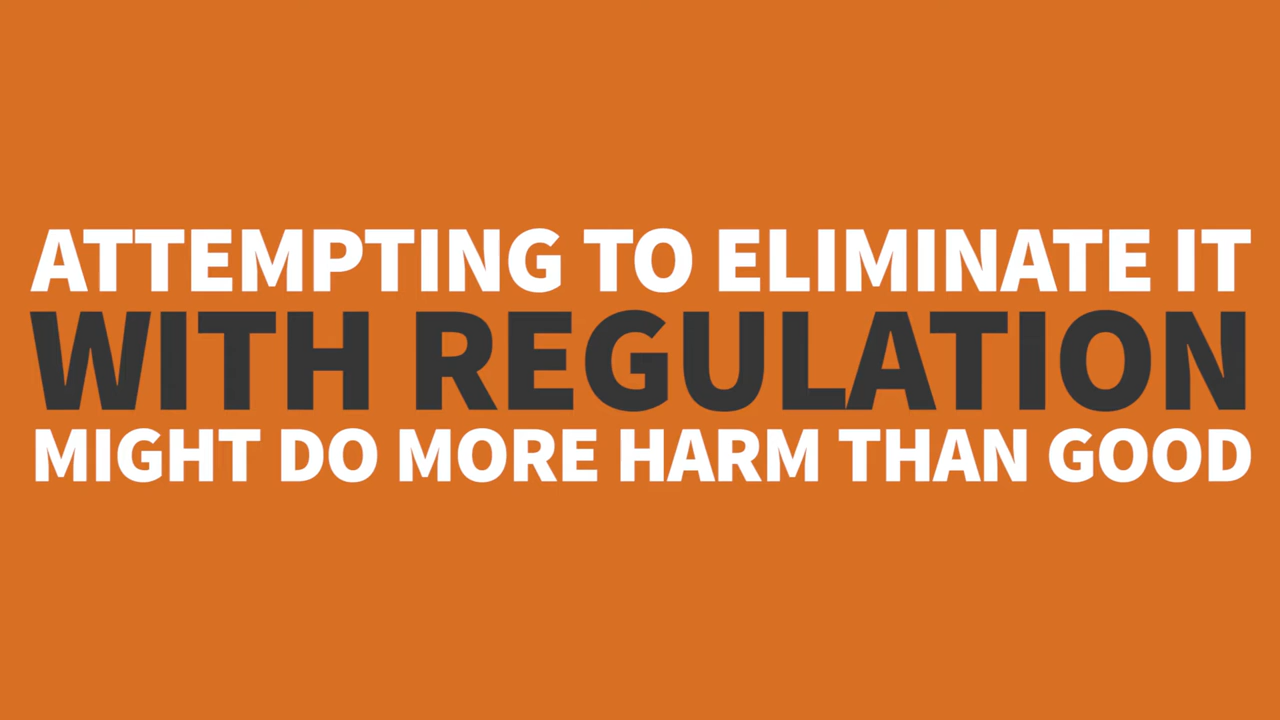 ATTEMPTING TO ELIMINATE IT
WITH REGULATION
MIGHT DO MORE HARM THAN GOOD